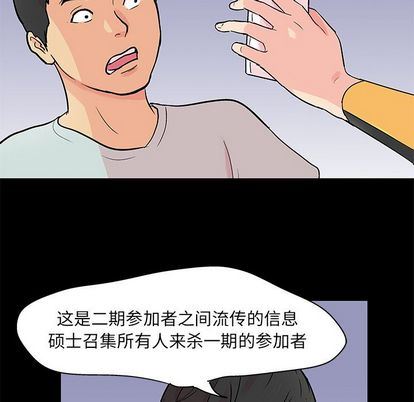 这是二期参加者之间流传的信息
硕士召集所有人来杀一期的参加者